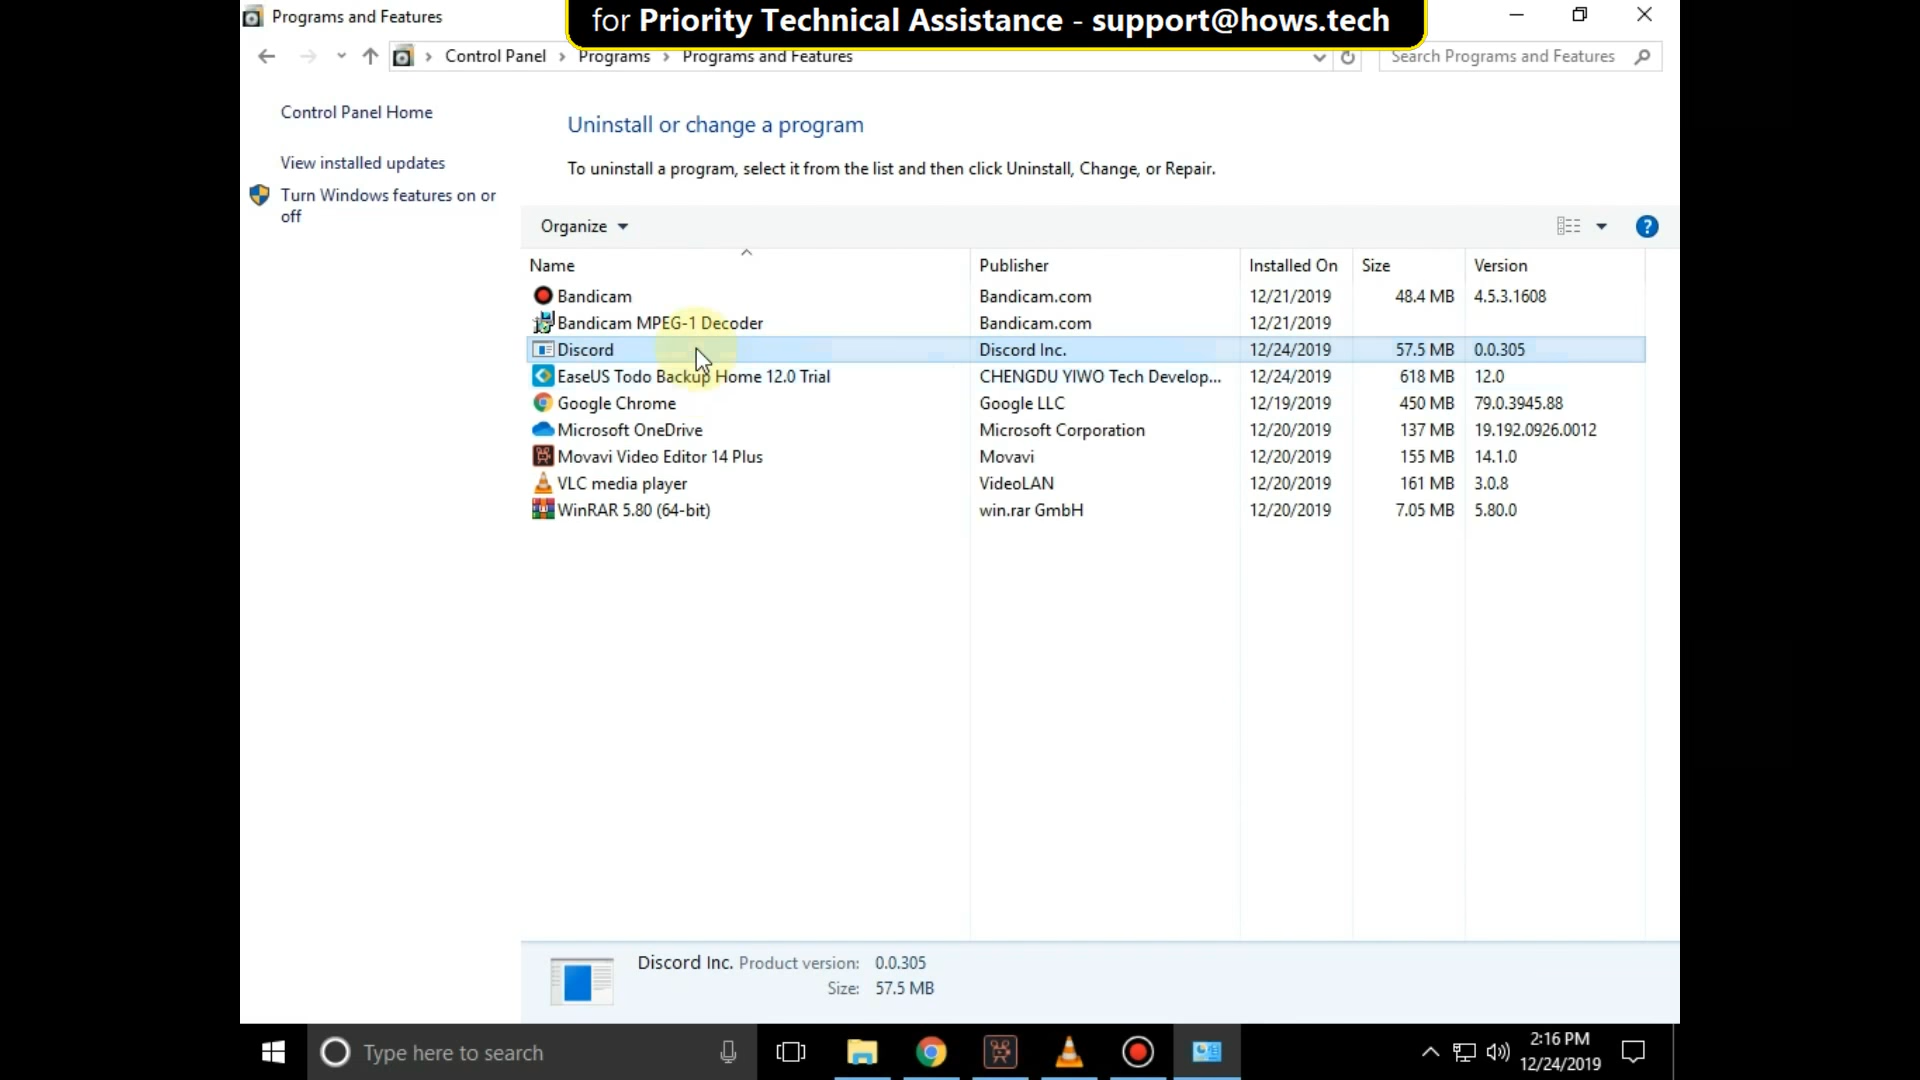 Programs and Features
for Priority Technical Assistance - support@hows.tech
Control Panel > Programs > Programs and Features
Search Programs and Features
Control Panel Home
View installed updates
Turn Windows features on or
off
Uninstall or change a program
To uninstall a program, select it from the list and then click Uninstall, Change, or Repair.
Organize
Name Publisher Installed On Size Version
Bandicam Bandicam.com 12/21/2019 48.4 MB 4.5.3.1608
Bandicam MPEG-1 Decoder Bandicam.com 12/21/2019
Discord Discord Inc. 12/24/2019 57.5 MB 0.0.305
EaseUS Todo Backup Home 12.0 Trial CHENGDU YIWO Tech Develop... 12/24/2019 618 MB 12.0
Google Chrome Google LLC 12/19/2019 450 MB 79.0.3945.88
Microsoft OneDrive Microsoft Corporation 12/20/2019 137 MB 19.192.0926.0012
Movavi Video Editor 14 Plus Movavi 12/20/2019 155 MB 14.1.0
VLC media player VideoLAN 12/20/2019 161 MB 3.0.8
WinRAR 5.80 (64-bit) win.rar GmbH 12/20/2019 7.05 MB 5.80.0
Discord Inc. Product version: 0.0.305
Size: 57.5 MB
Type here to search
2:16 PM
12/24/2019